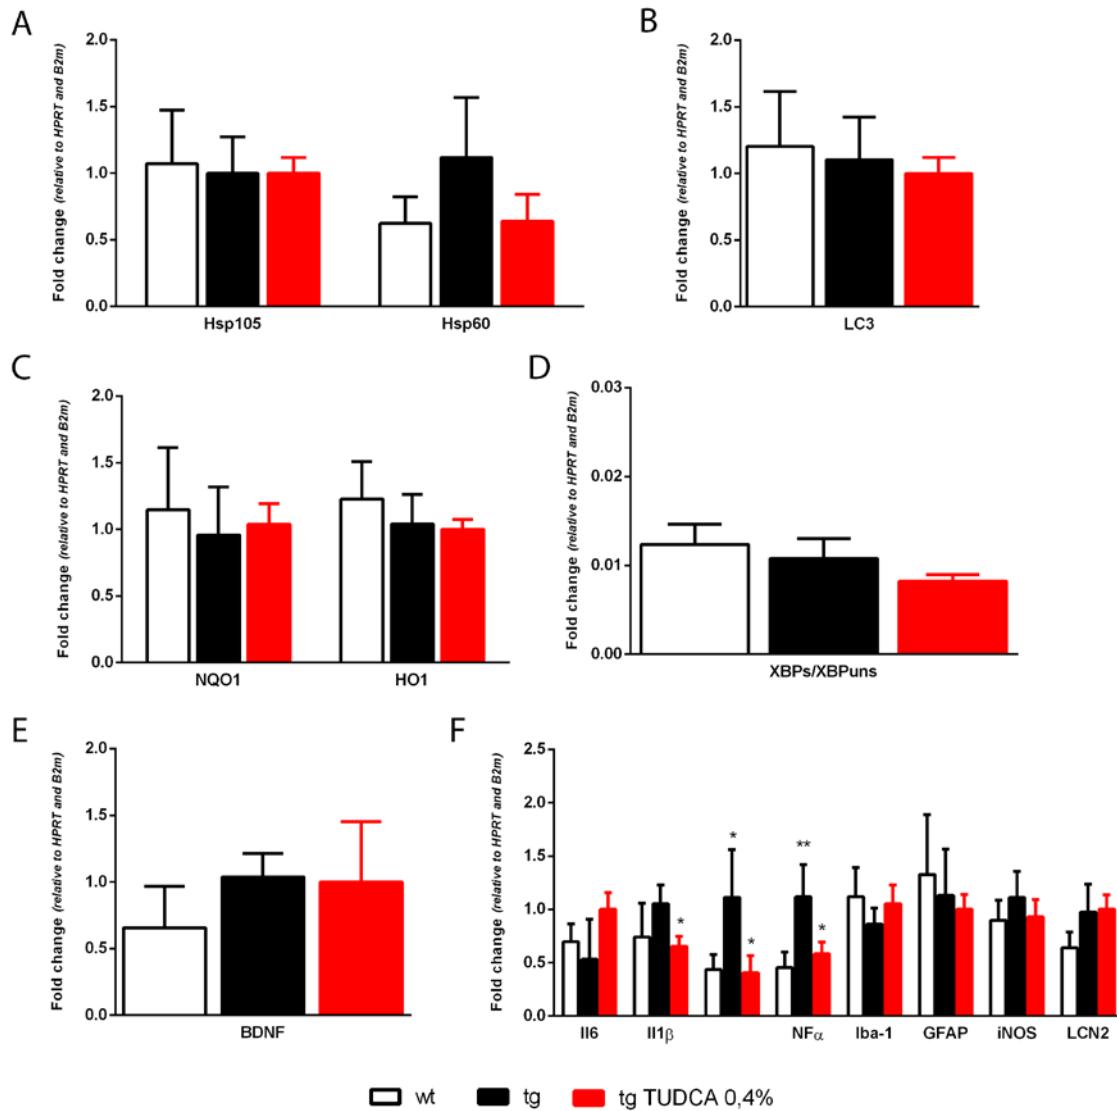 A
B
Fold change (relative to HPRT and B2m)
2.0
1.5
1.0
0.5
0.0
Hsp105
Hsp60
Fold change (relative to HPRT and B2m)
2.0
1.5
1.0
0.5
0.0
LC3
C
D
Fold change (relative to HPRT and B2m)
2.0
1.5
1.0
0.5
0.0
NQO1
HO1
Fold change (relative to HPRT and B2m)
0.03
0.02
0.01
0.00
XBPs/XBPuns
E
F
Fold change (relative to HPRT and B2m)
2.0
1.5
1.0
0.5
0.0
BDNF
Fold change (relative to HPRT and B2m)
2.5
2.0
1.5
1.0
0.5
0.0
*
*
*
**
*
Il6
Il1β
NFα
Iba-1
GFAP
iNOS
LCN2
wt
tg
tg TUDCA 0,4%